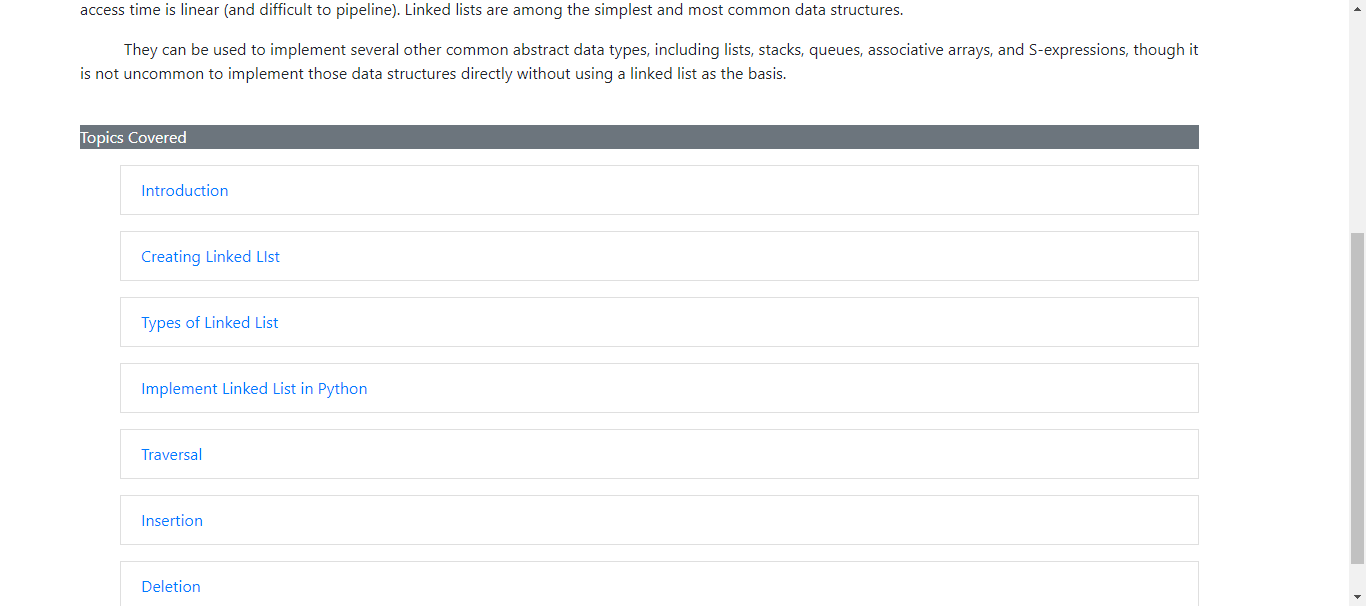 access time is linear (and difficult to pipeline). Linked lists are among the simplest and most common data structures.
They can be used to implement several other common abstract data types, including lists, stacks, queues, associative arrays, and S-expressions, though it
is not uncommon to implement those data structures directly without using a linked list as the basis.
Topics Covered
Introduction
Creating Linked LIst
Types of Linked List
Implement Linked List in Python
Traversal
Insertion
Deletion